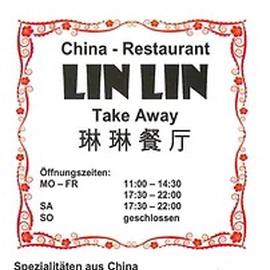 China - Restaurant
LIN LIN
Take Away
琳琳餐厅
Öffnungszeiten:
MO – FR 11:00 – 14:30
17:30 – 22:00
SA 17:30 – 22:00
SO geschlossen
Spezialitäten aus China